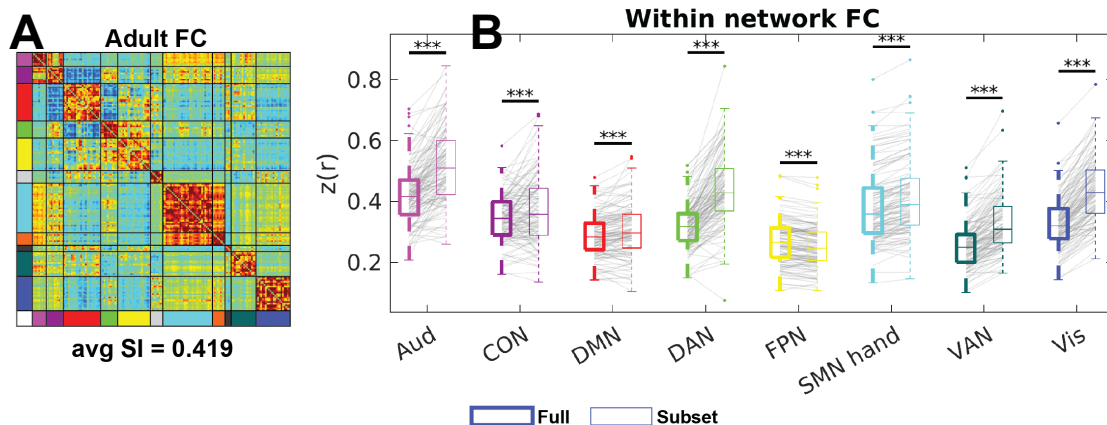 A
Adult FC
avg SI = 0.419
B
Within network FC
z(r)
0.8
0.6
0.4
0.2
***
***
***
***
***
***
***
***
Aud
CON
DMN
DAN
FPN
SMN hand
VAN
Vis
Full
Subset